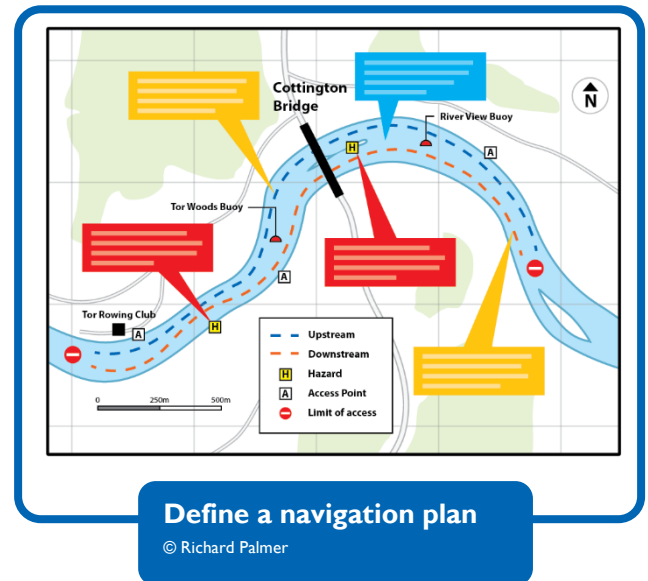 Cottington
Bridge
N
River View Buoy
H
A
Tor Woods Buoy
A
Tor Rowing Club
A
H
0 250m 500m
Upstream
Downstream
H Hazard
A Access Point
Limit of access
Define a navigation plan
© Richard Palmer